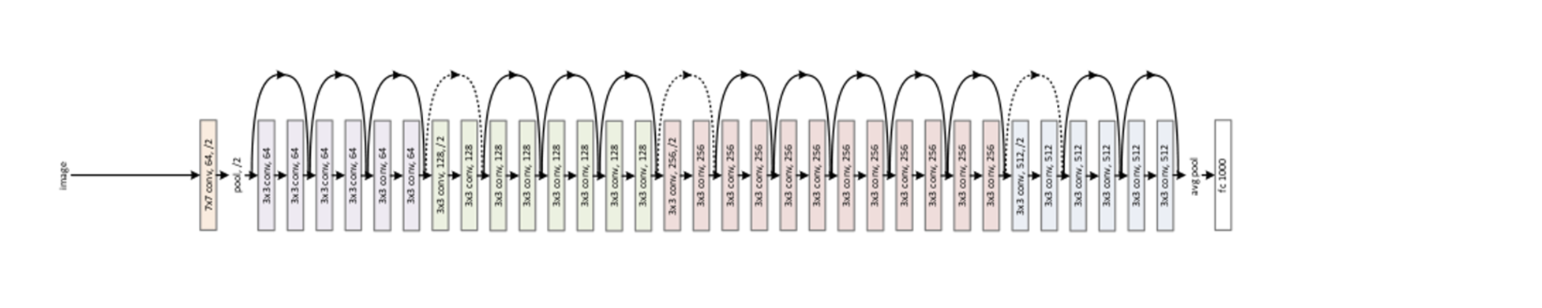 image
7x7 conv, 64, /2
pool, /2
3x3 conv, 64
3x3 conv, 64
3x3 conv, 64
3x3 conv, 64
3x3 conv, 64
3x3 conv, 64
3x3 conv, 128, /2
3x3 conv, 128
3x3 conv, 128
3x3 conv, 128
3x3 conv, 128
3x3 conv, 128
3x3 conv, 128
3x3 conv, 128
3x3 conv, 256, /2
3x3 conv, 256
3x3 conv, 256
3x3 conv, 256
3x3 conv, 256
3x3 conv, 256
3x3 conv, 256
3x3 conv, 256
3x3 conv, 256
3x3 conv, 256
3x3 conv, 256
3x3 conv, 256
3x3 conv, 512, /2
3x3 conv, 512
3x3 conv, 512
3x3 conv, 512
3x3 conv, 512
3x3 conv, 512
avg pool
fc 1000